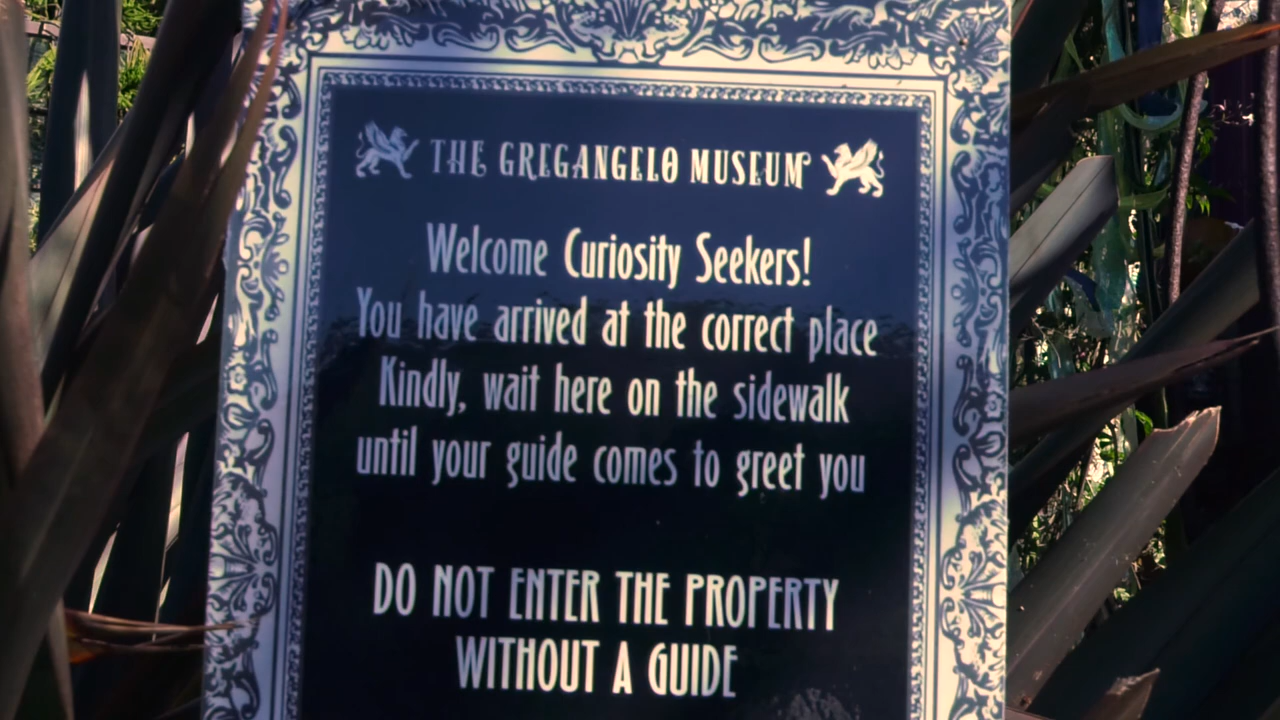 THE GREGANGELO MUSEUM
Welcome Curiosity Seekers!
You have arrived at the correct place
Kindly, wait here on the sidewalk
until your guide comes to greet you
DO NOT ENTER THE PROPERTY
WITHOUT A GUIDE